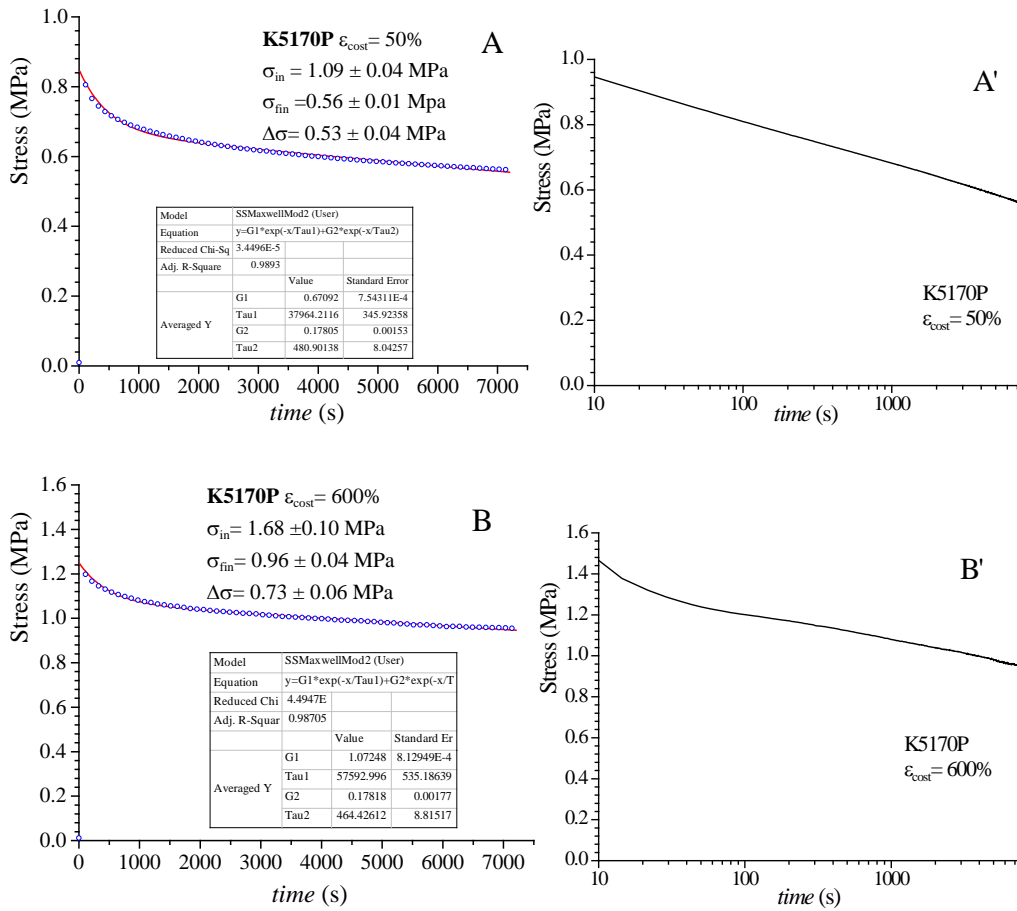 A
K5170P εcost= 50%
σin = 1.09 ± 0.04 MPa
σfin =0.56 ± 0.01 Mpa
Δσ= 0.53 ± 0.04 MPa
Stress (MPa)
1.0
0.8
0.6
0.4
0.2
0.0
Model SSMaxwellMod2 (User)
Equation y=G1*exp(-x/Tau1)+G2*exp(-x/Tau2)
Reduced Chi-Sq 3.4496E-5
Adj. R-Square 0.9893
Value Standard Error
Averaged Y
G1 0.67092 7.54311E-4
Tau1 37964.2116 345.92358
G2 0.17805 0.00153
Tau2 480.90138 8.04257
0 1000 2000 3000 4000 5000 6000 7000
time (s)
A'
Stress (MPa)
1.0
0.8
0.6
0.4
0.2
0.0
K5170P
εcost= 50%
10 100 1000
time (s)
B
K5170P εcost= 600%
σin= 1.68 ±0.10 MPa
σfin= 0.96 ± 0.04 MPa
Δσ= 0.73 ± 0.06 MPa
Stress (MPa)
1.6
1.4
1.2
1.0
0.8
0.6
0.4
0.2
0.0
Model SSMaxwellMod2 (User)
Equation y=G1*exp(-x/Tau1)+G2*exp(-x/T
Reduced Chi 4.4947E
Adj. R-Squar 0.98705
Value Standard Er
Averaged Y
G1 1.07248 8.12949E-4
Tau1 57592.996 535.18639
G2 0.17818 0.00177
Tau2 464.42612 8.81517
0 1000 2000 3000 4000 5000 6000 7000
time (s)
B'
Stress (MPa)
1.6
1.4
1.2
1.0
0.8
0.6
0.4
0.2
0.0
K5170P
εcost= 600%
10 100 1000
time (s)